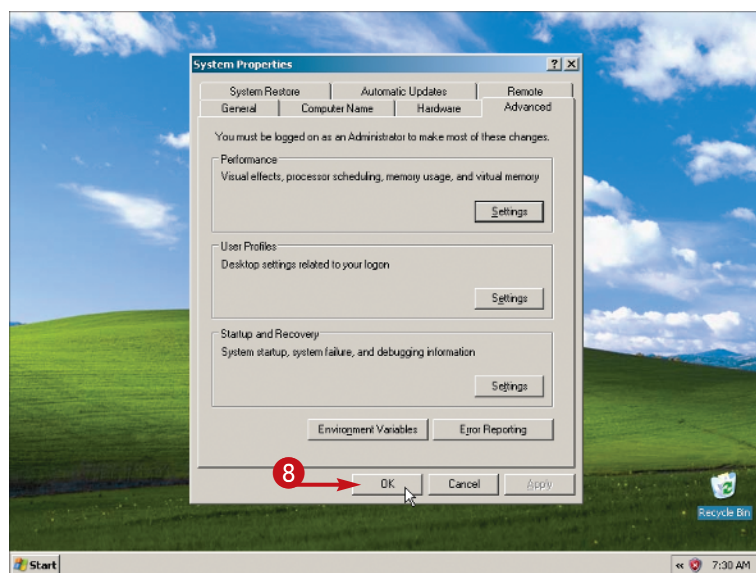 System Properties
System Restore Automatic Updates Remote
General Computer Name Hardware Advanced
You must be logged on as an Administrator to make most of these changes.
Performance
Visual effects, processor scheduling, memory usage, and virtual memory
Settings
User Profiles
Desktop settings related to your logon
Settings
Startup and Recovery
System startup, system failure, and debugging information
Settings
Environment Variables Error Reporting
8 OK Cancel Apply
Recycle Bin
Start « 7:30 AM